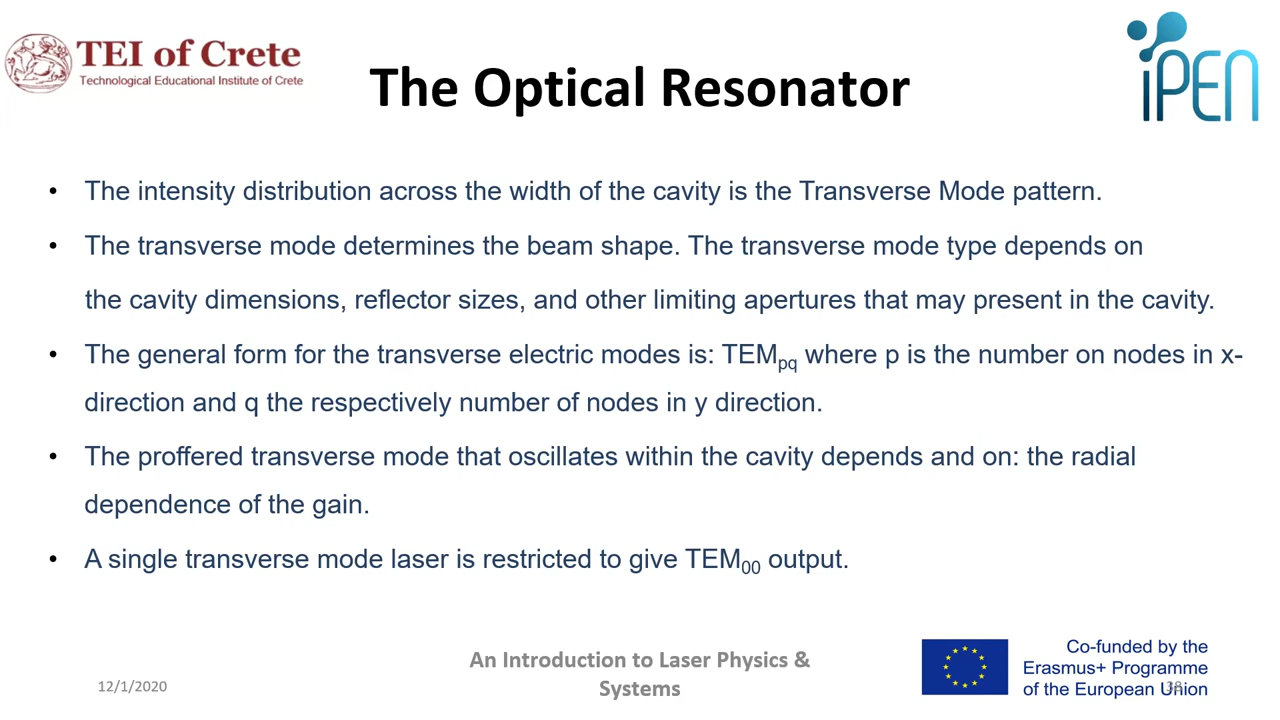 TEI of Crete
Technological Educational Institute of Crete
The Optical Resonator
iPEN
• The intensity distribution across the width of the cavity is the Transverse Mode pattern.
• The transverse mode determines the beam shape. The transverse mode type depends on
the cavity dimensions, reflector sizes, and other limiting apertures that may present in the cavity.
• The general form for the transverse electric modes is: TEMpq where p is the number on nodes in x-
direction and q the respectively number of nodes in y direction.
• The proffered transverse mode that oscillates within the cavity depends and on: the radial
dependence of the gain.
• A single transverse mode laser is restricted to give TEM00 output.
12/1/2020
An Introduction to Laser Physics &
Systems
Co-funded by the
Erasmus+ Programme
of the European Union
38